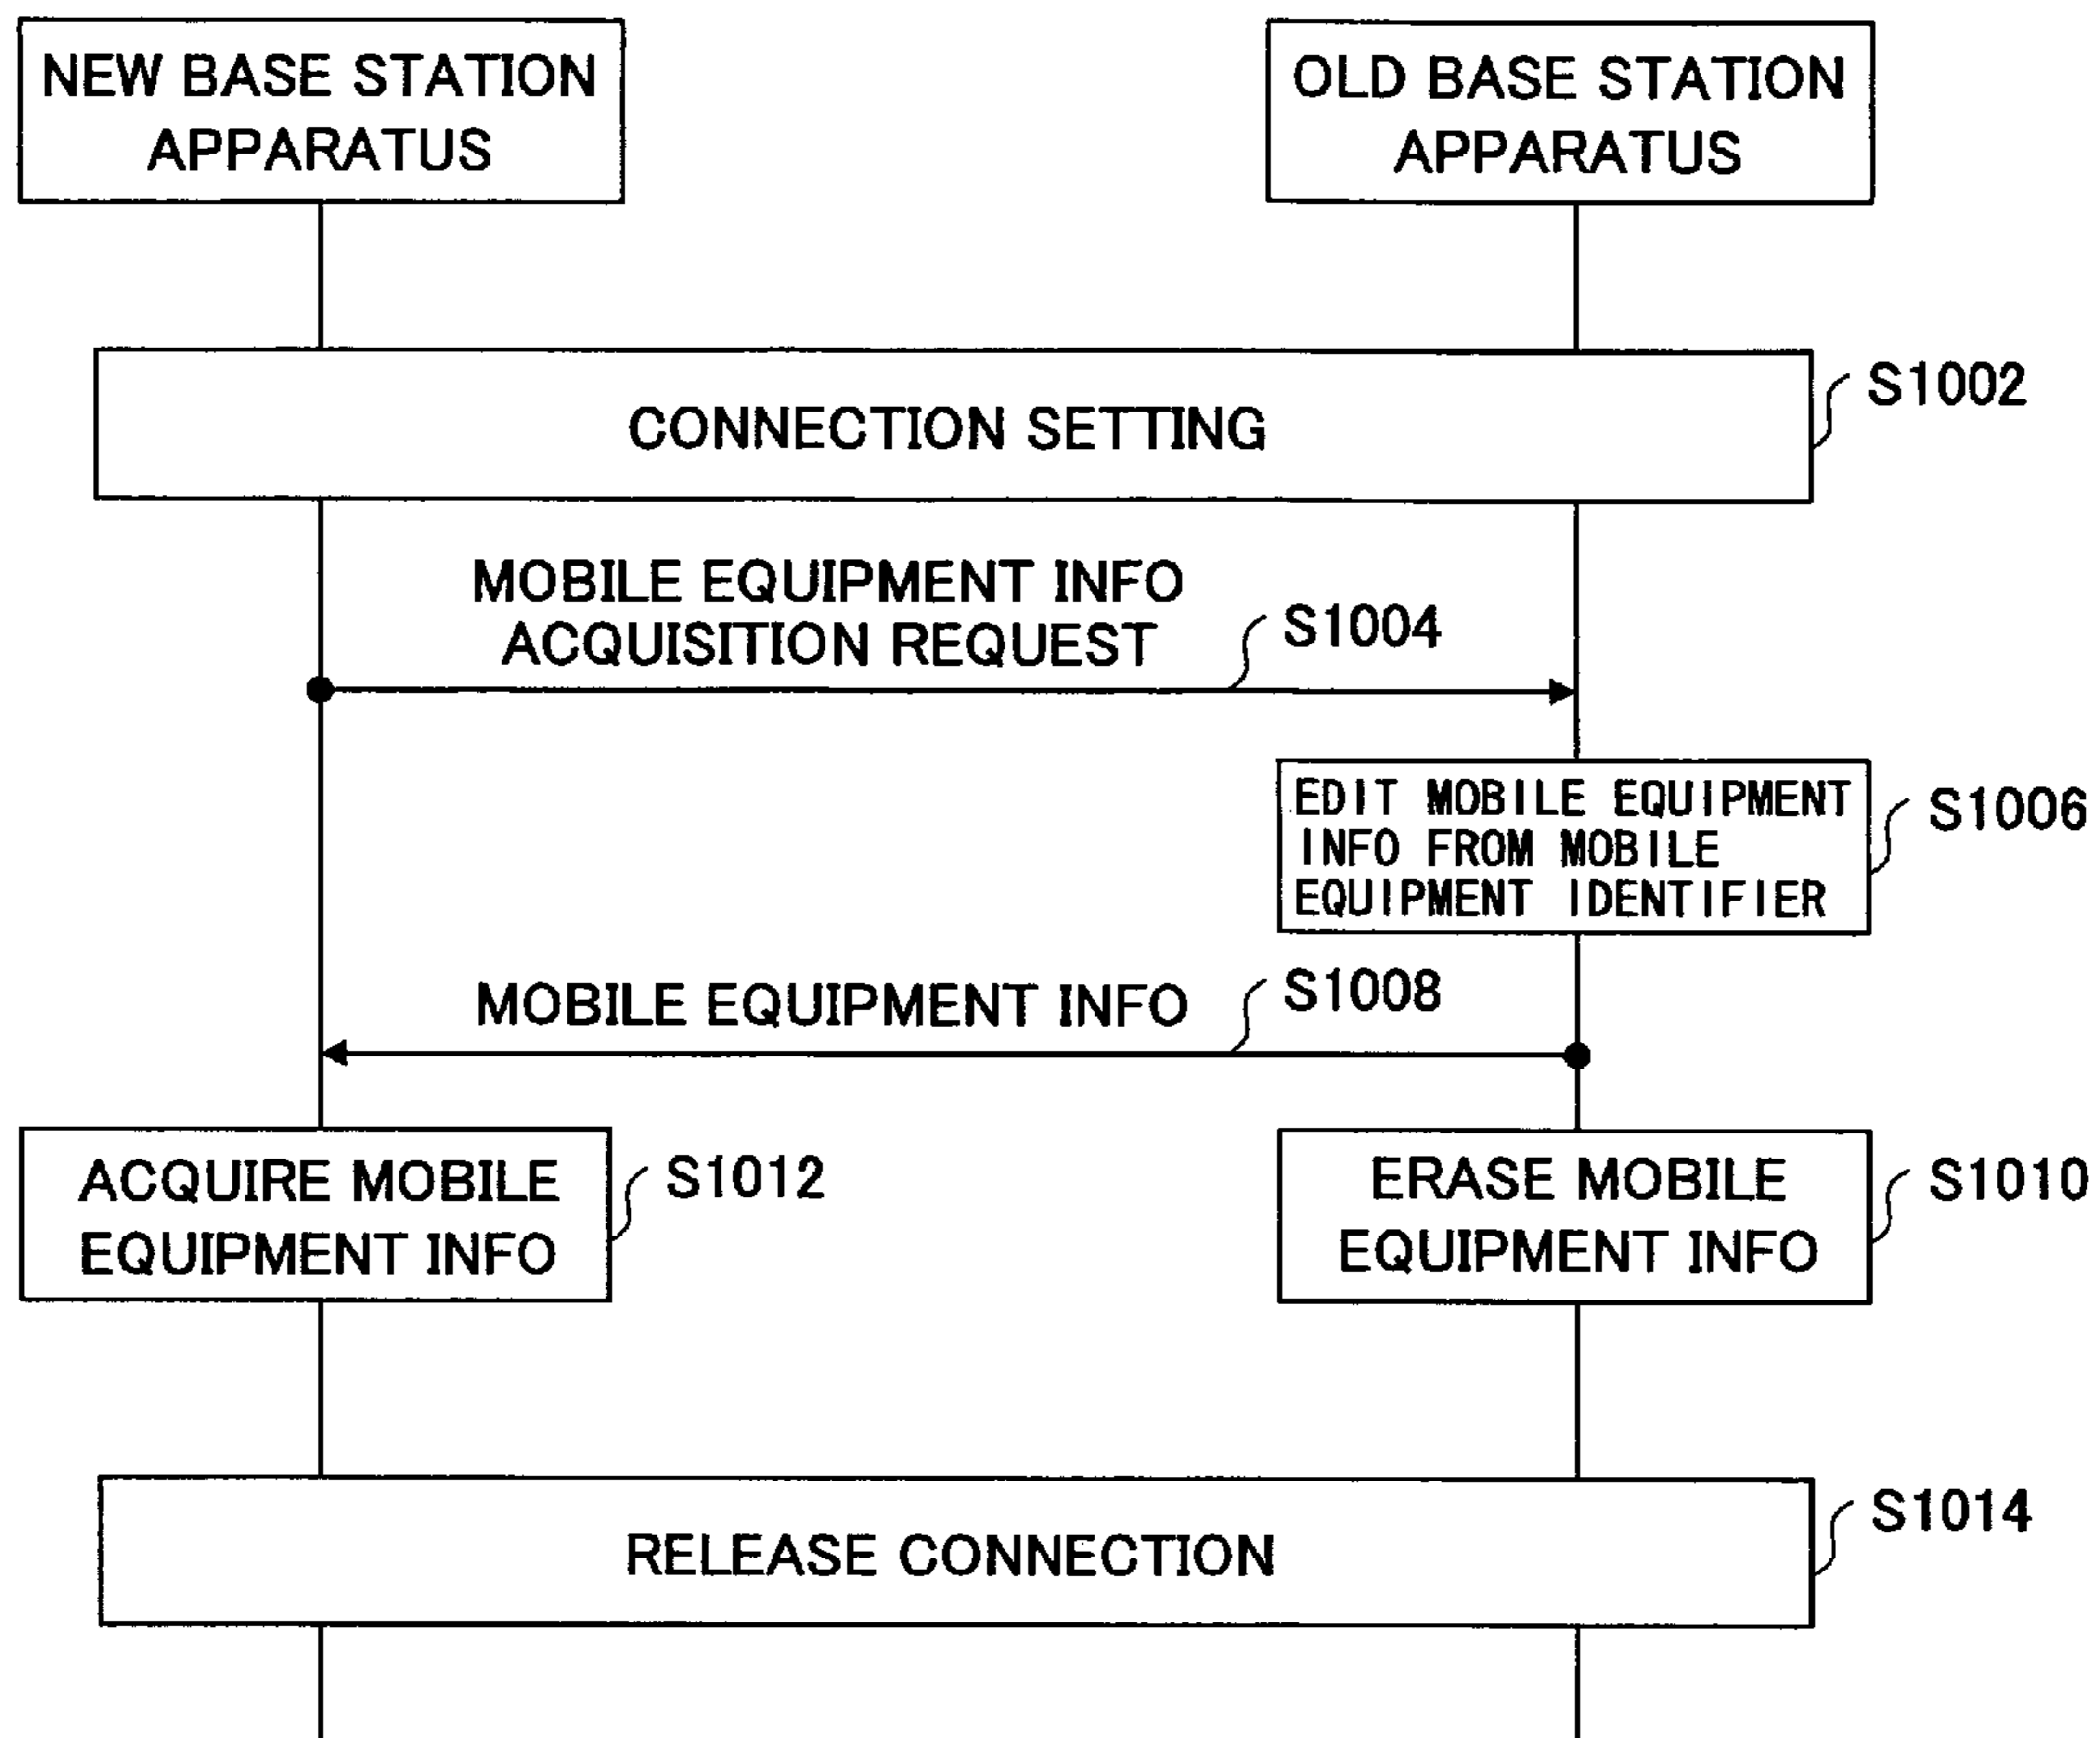 NEW BASE STATION
APPARATUS
OLD BASE STATION
APPARATUS
CONNECTION SETTING
S1002
MOBILE EQUIPMENT INFO
ACQUISITION REQUEST
S1004
EDIT MOBILE EQUIPMENT
INFO FROM MOBILE
EQUIPMENT IDENTIFIER
S1006
MOBILE EQUIPMENT INFO
S1008
ACQUIRE MOBILE
EQUIPMENT INFO
S1012
ERASE MOBILE
EQUIPMENT INFO
S1010
RELEASE CONNECTION
S1014